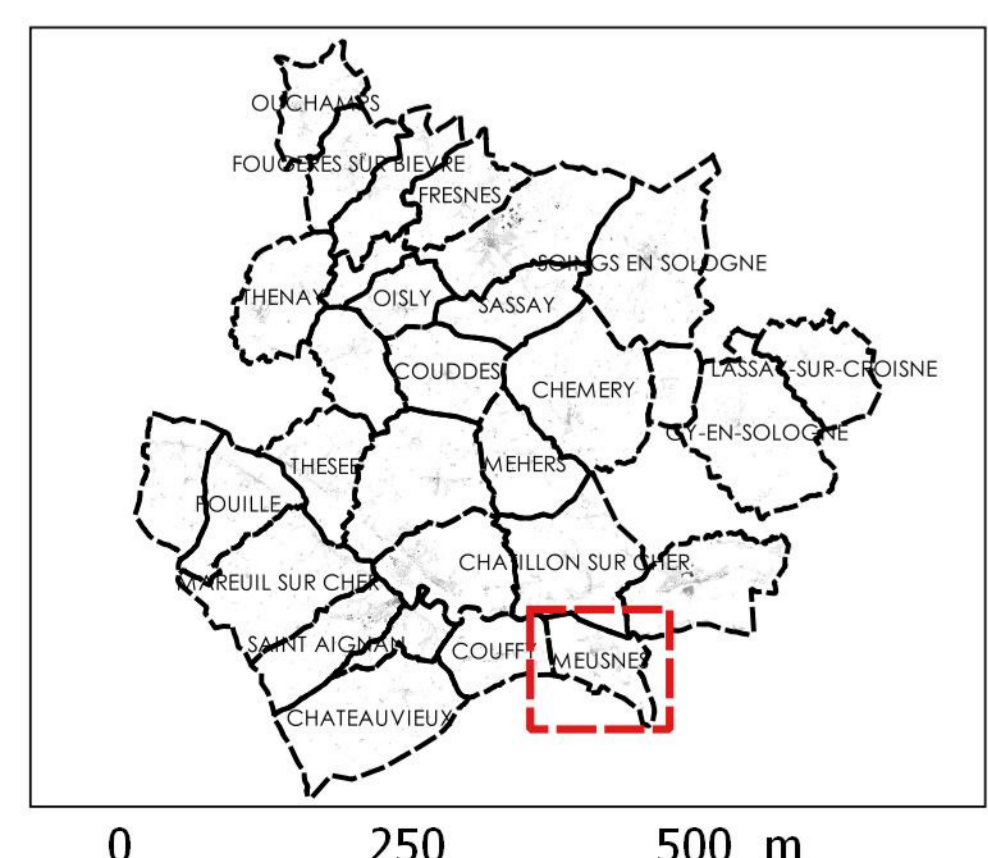 OUCHAMPS
FOUGERES SUR BIEVRE
FRESNES
SOINGS EN SOLOGNE
THENAY
OISLY
SASSAY
COUDDES
LASSAY-SUR-CROISNE
CHEMERY
GY-EN-SOLOGNE
THESEE
MEHERS
POUILLE
CHATILLON SUR CHER
MAREUIL SUR CHER
SAINT AIGNAN
COUFFY
MEUSNES
CHATEAUVIEUX
0 250 500 m